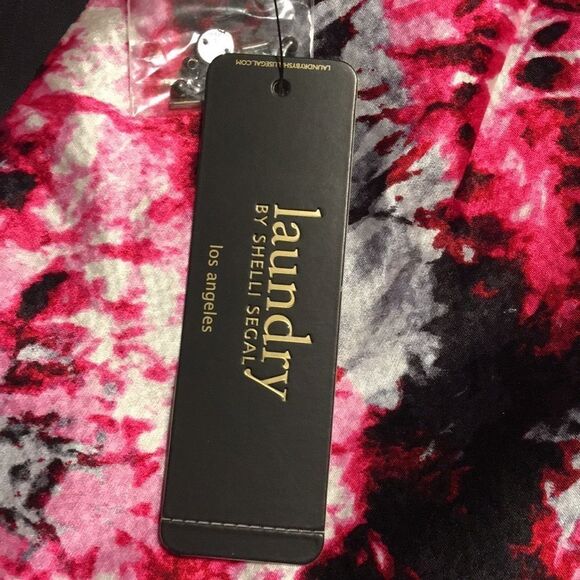 LAUNDRYBYSHELLISEGAL.COM
laundry
BY SHELLI SEGAL
los angeles